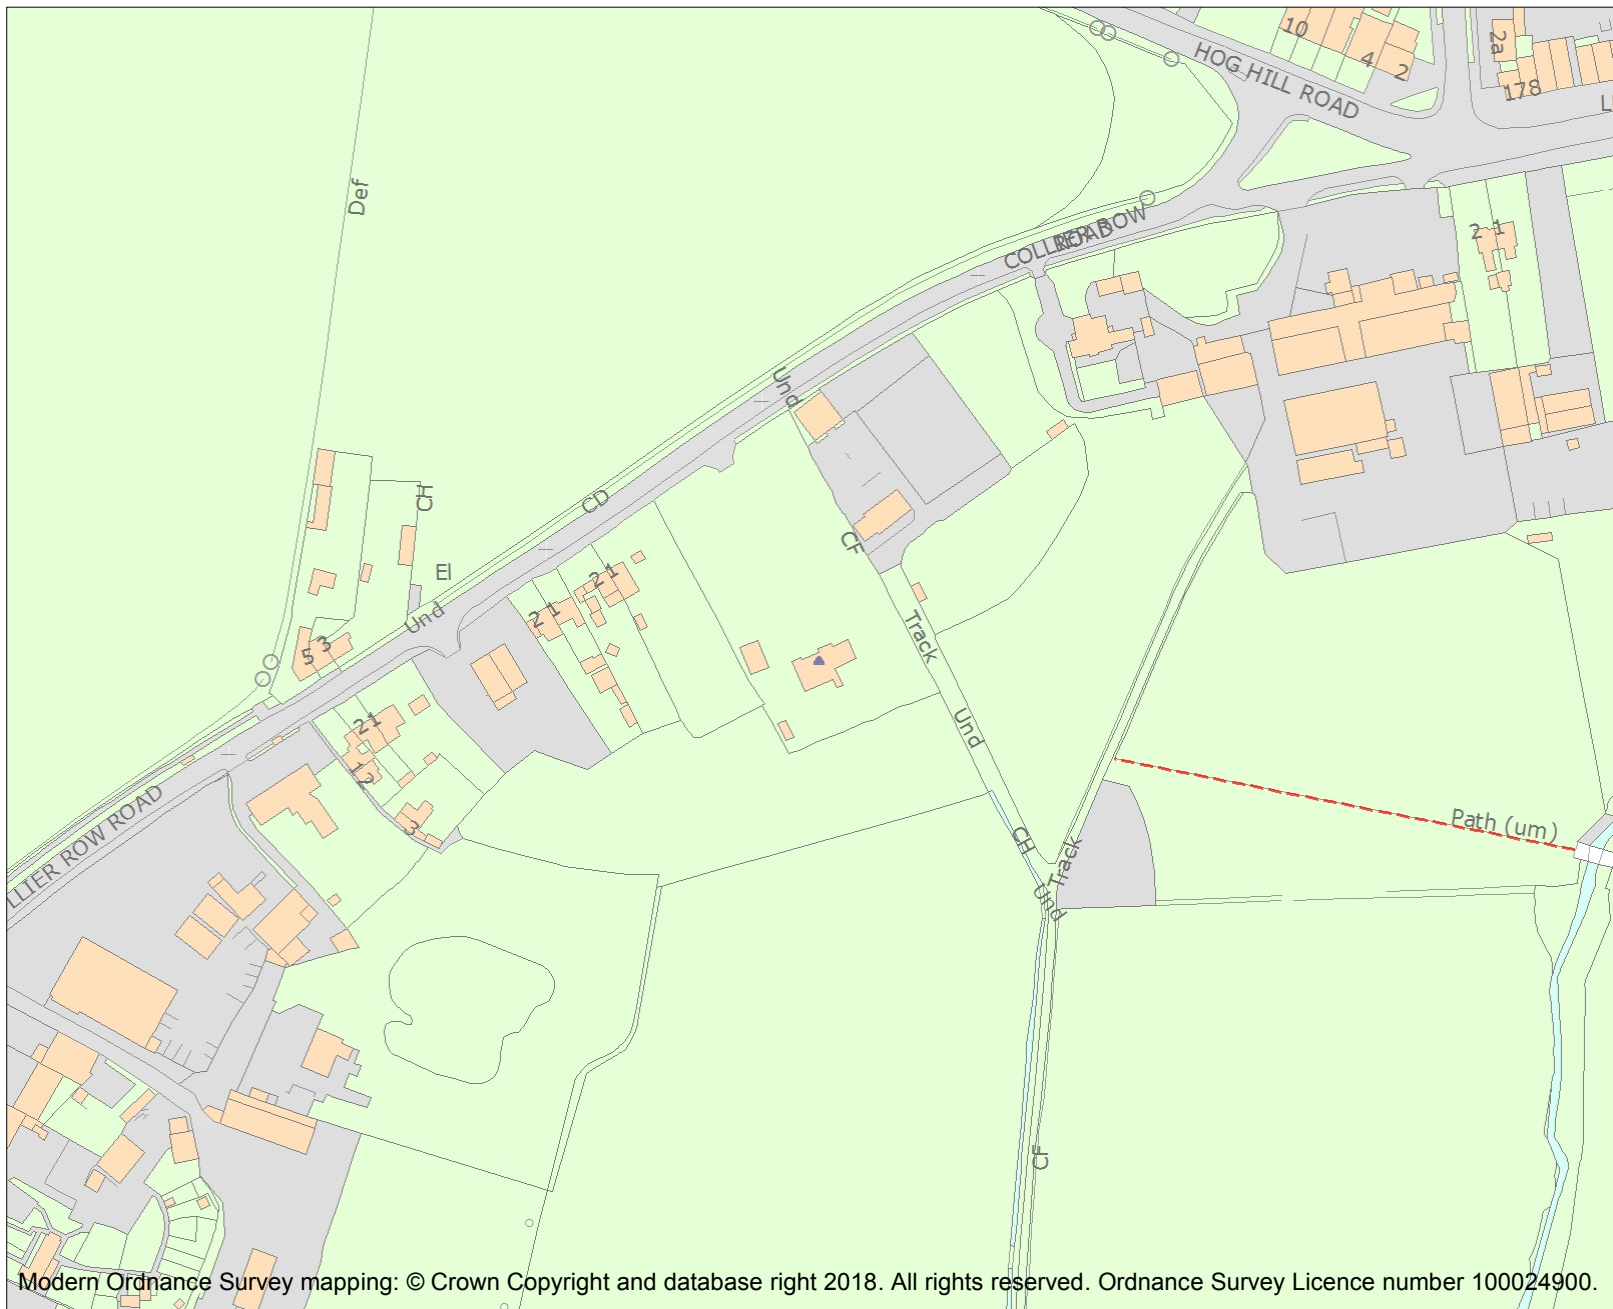 10
4
2
2a
178
HOG HILL ROAD
Def
COLLIER ROW
ROAD
2 1
Und
CH
CD
El
CF
Und
2 1
2 1
5 3
Track
2 1
Und
12
3
LLIER ROW ROAD
Path (um)
CH
Track
Und
CF
Modern Ordnance Survey mapping: © Crown Copyright and database right 2018. All rights reserved. Ordnance Survey Licence number 100024900.